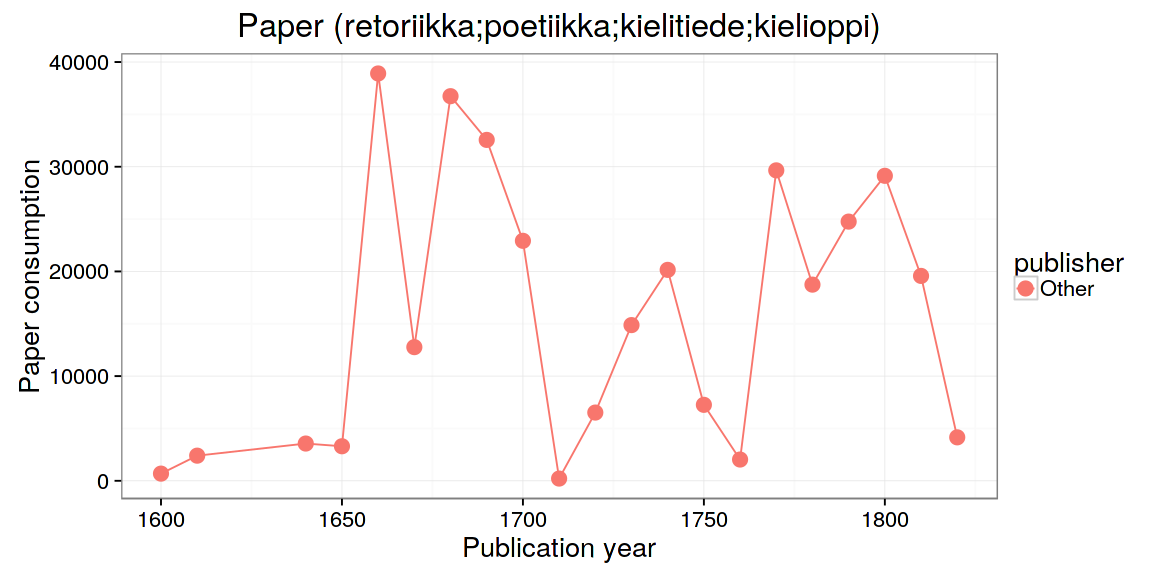 Paper (retoriikka;poetiikka;kielitiede;kielioppi)
40000
30000
20000
10000
0
Paper consumption
1600 1650 1700 1750 1800
Publication year
publisher
Other